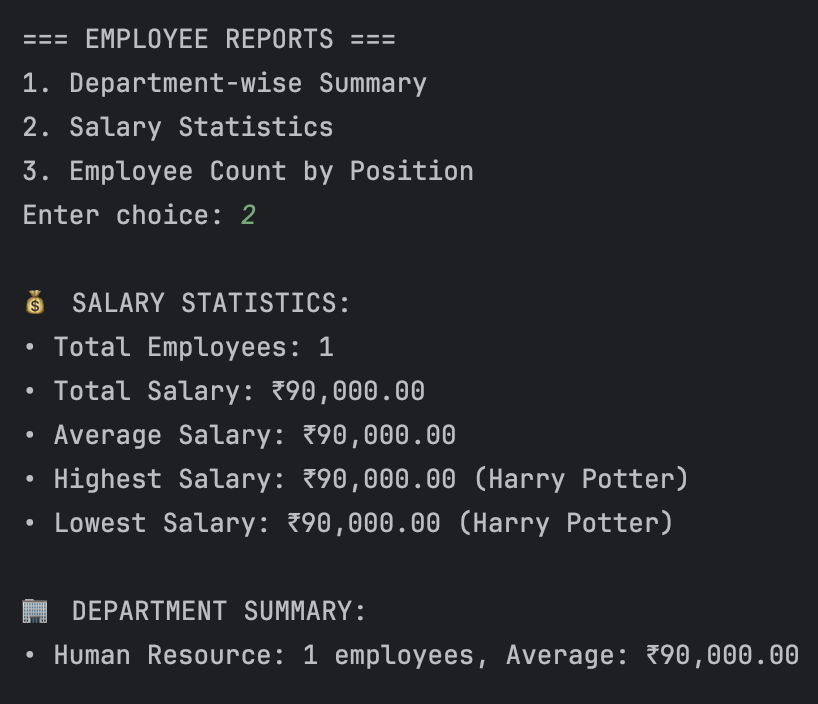 === EMPLOYEE REPORTS ===
1. Department-wise Summary
2. Salary Statistics
3. Employee Count by Position
Enter choice: 2
💰 SALARY STATISTICS:
• Total Employees: 1
• Total Salary: ₹90,000.00
• Average Salary: ₹90,000.00
• Highest Salary: ₹90,000.00 (Harry Potter)
• Lowest Salary: ₹90,000.00 (Harry Potter)
🏢 DEPARTMENT SUMMARY:
• Human Resource: 1 employees, Average: ₹90,000.00